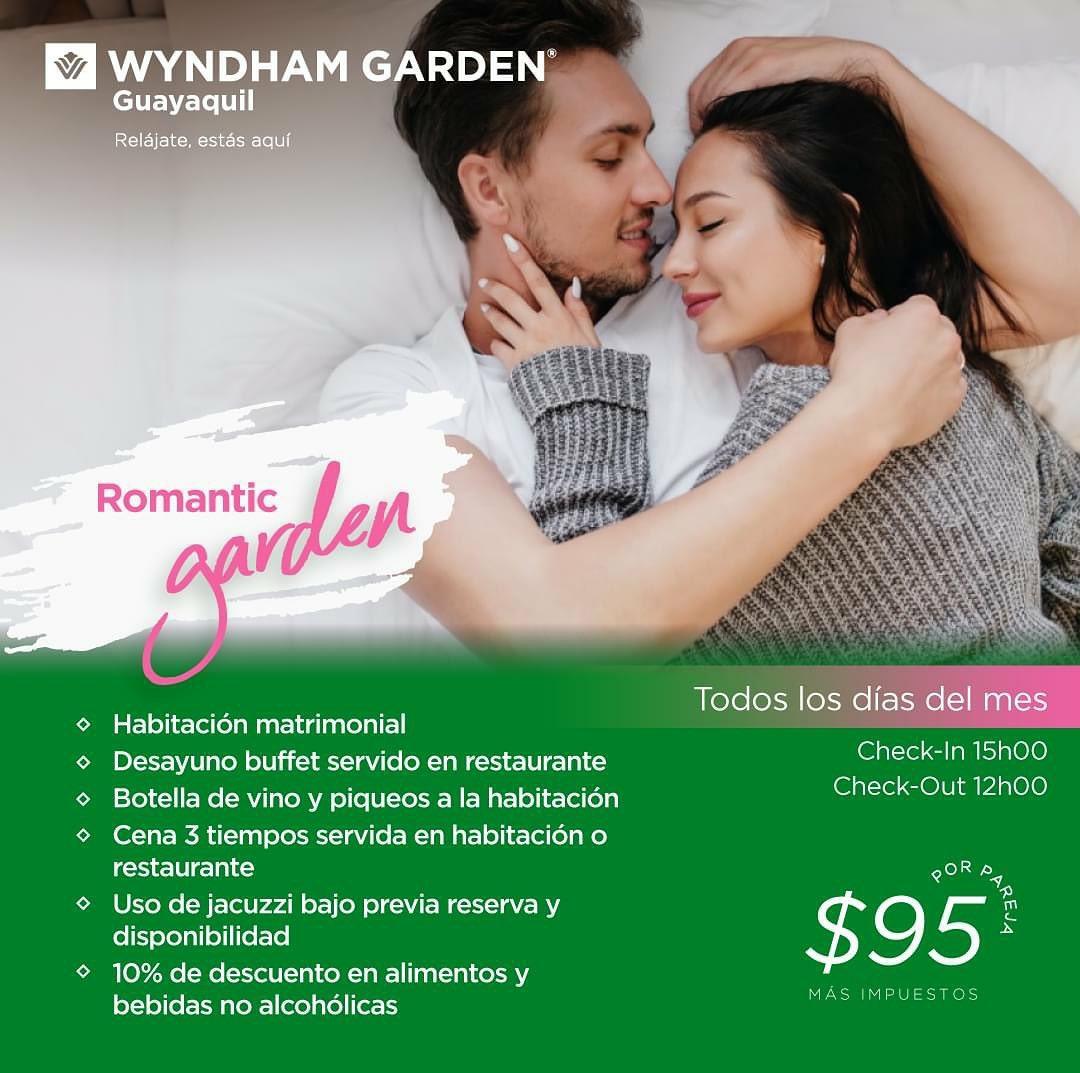 WYNDHAM GARDEN®
Guayaquil
Relájate, estás aquí
Romantic
garden
Todos los días del mes
Check-In 15h00
Check-Out 12h00
Habitación matrimonial
Desayuno buffet servido en restaurante
Botella de vino y piqueos a la habitación
Cena 3 tiempos servida en habitación o
restaurante
Uso de jacuzzi bajo previa reserva y
disponibilidad
10% de descuento en alimentos y
bebidas no alcohólicas
POR PAREJA
$95
MÁS IMPUESTOS